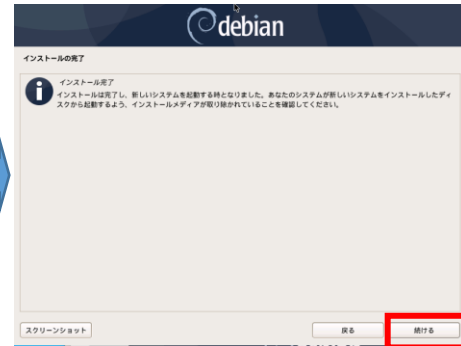 debian
インストールの完了
インストール完了
インストールは完了し、新しいシステムを起動する時となりました。あなたのシステムが新しいシステムをインストールしたディ
スクから起動するよう、インストールメディアが取り除かれていることを確認してください。
スクリーンショット
戻る
続ける